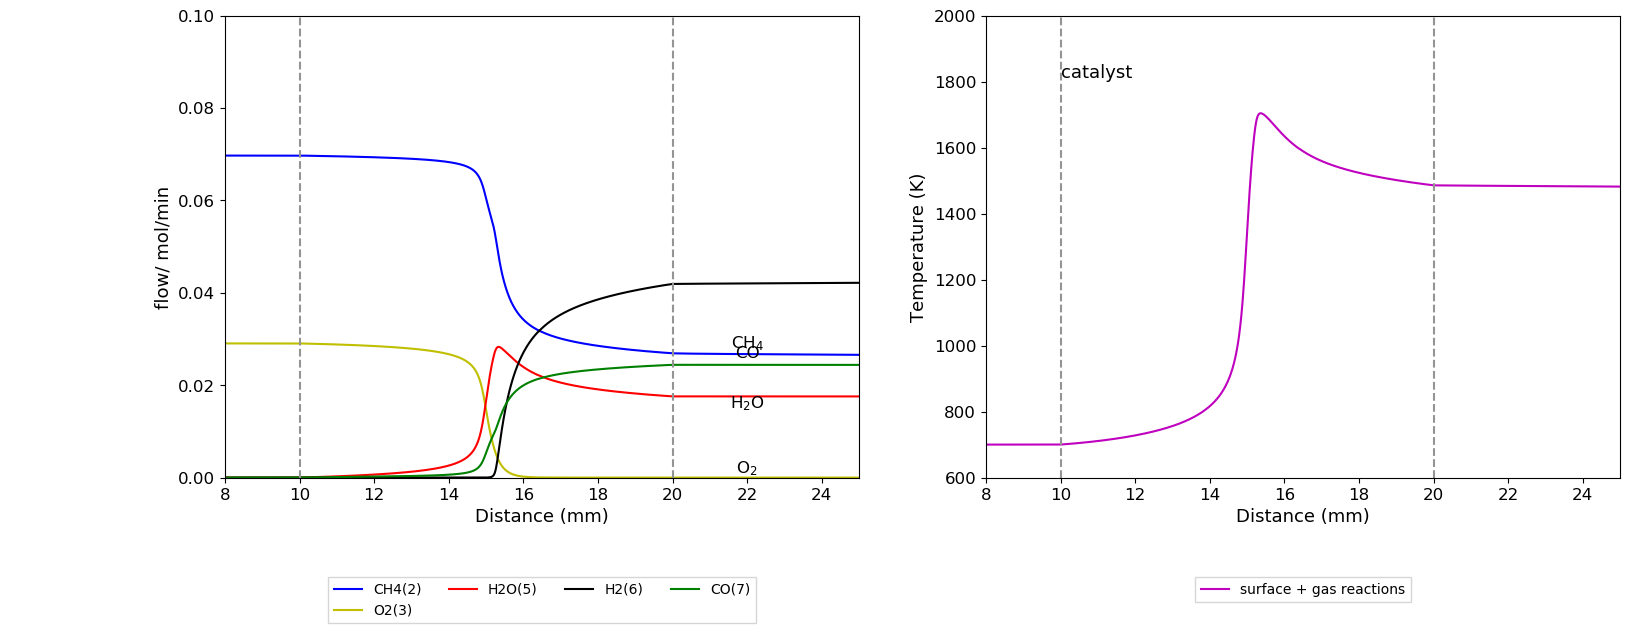 0.10
0.08
0.06
0.04
0.02
0.00
flow/ mol/min
CH₄
CO
H₂O
O₂
8 10 12 14 16 18 20 22 24
Distance (mm)
CH4(2) H2O(5) H2(6) CO(7)
O2(3)
2000
1800
1600
1400
1200
1000
800
600
Temperature (K)
catalyst
8 10 12 14 16 18 20 22 24
Distance (mm)
surface + gas reactions